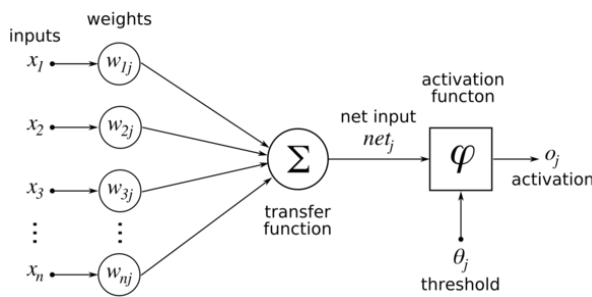 weights
inputs
x1
w1j
x2
w2j
x3
w3j
⋮
⋮
xn
wnj
Σ
transfer
function
net input
netj
activation
functon
φ
oj
activation
θj
threshold